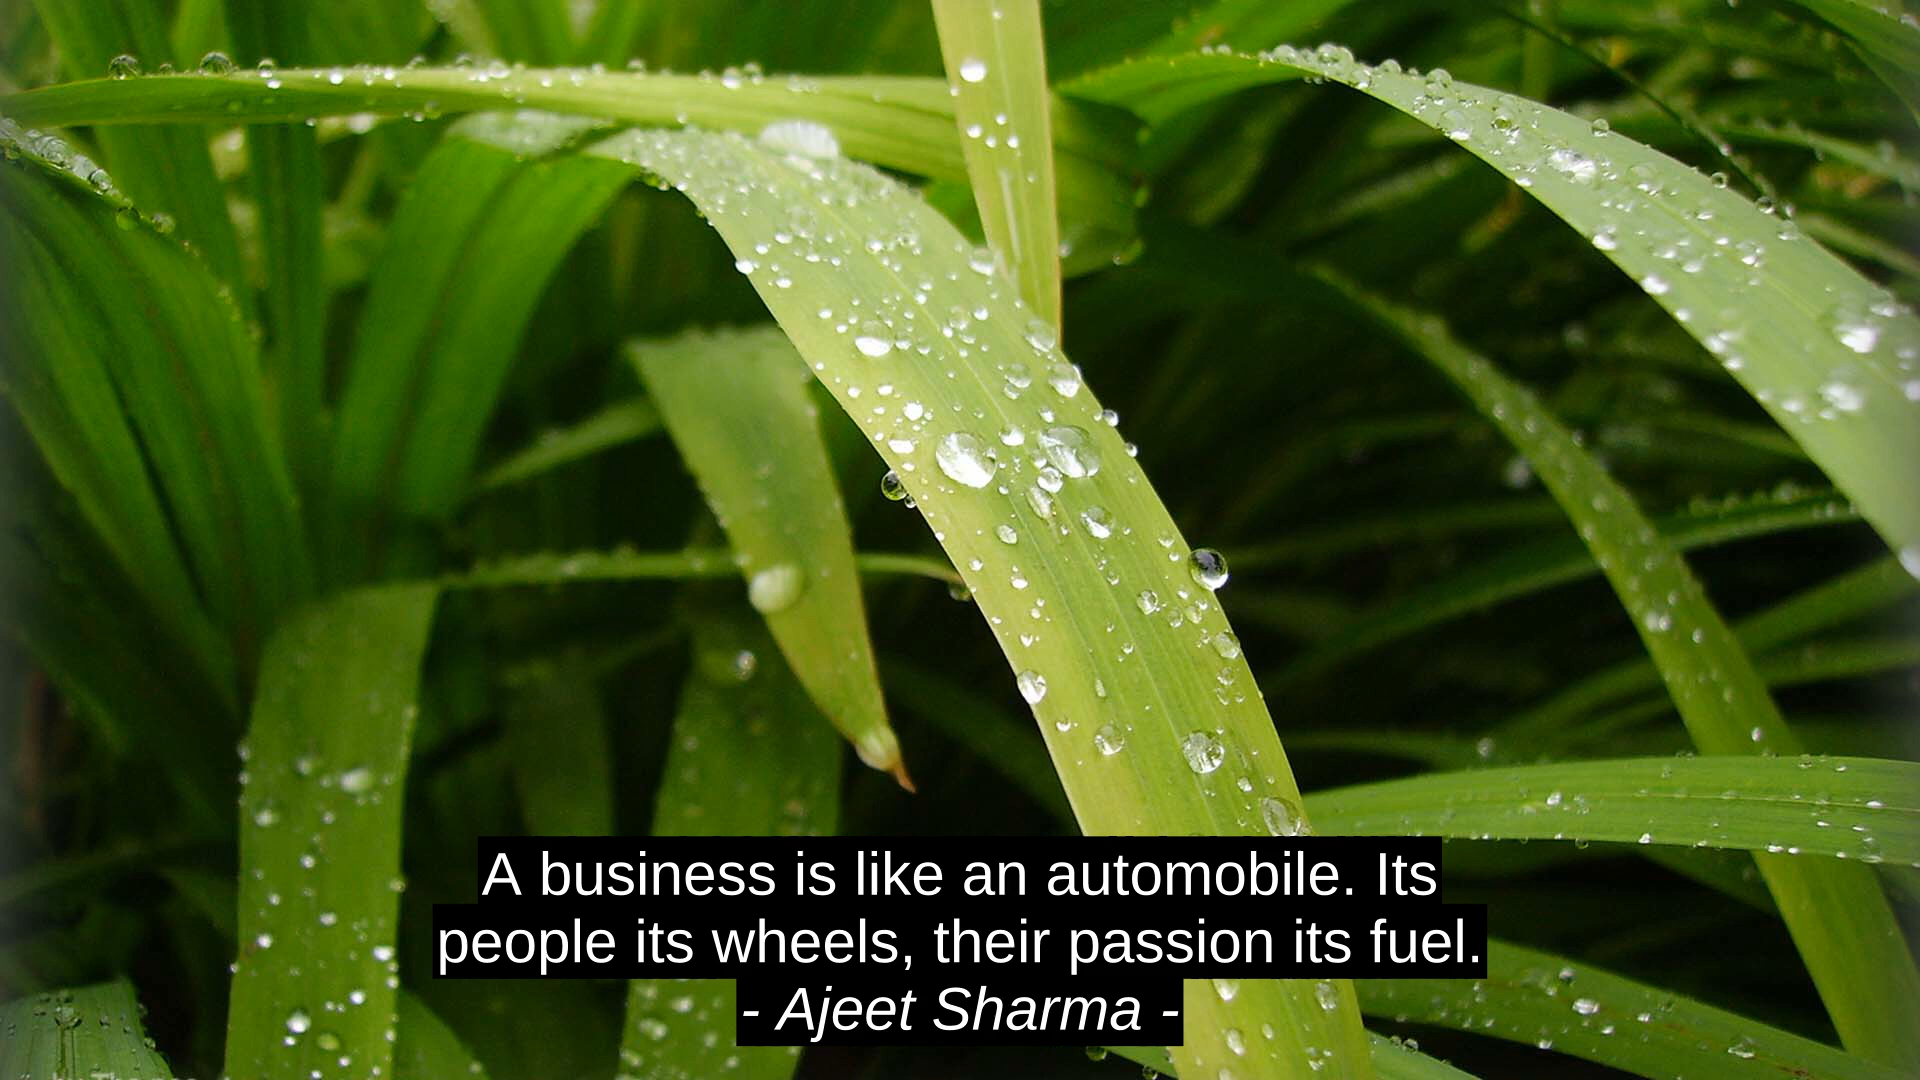 A business is like an automobile. Its
people its wheels, their passion its fuel.
- Ajeet Sharma -